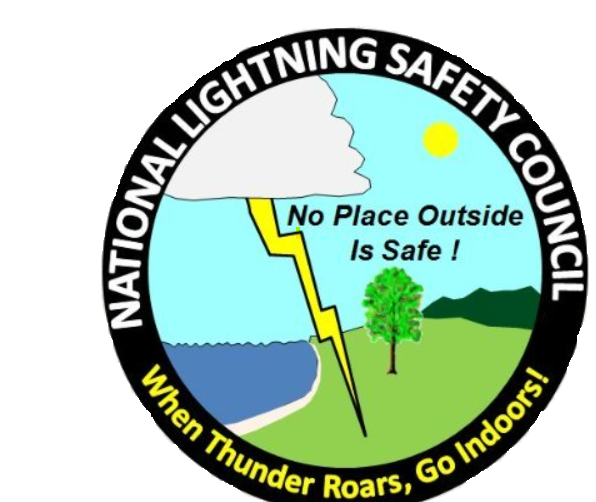 NATIONAL LIGHTNING SAFETY COUNCIL
No Place Outside
Is Safe !
When Thunder Roars, Go Indoors!